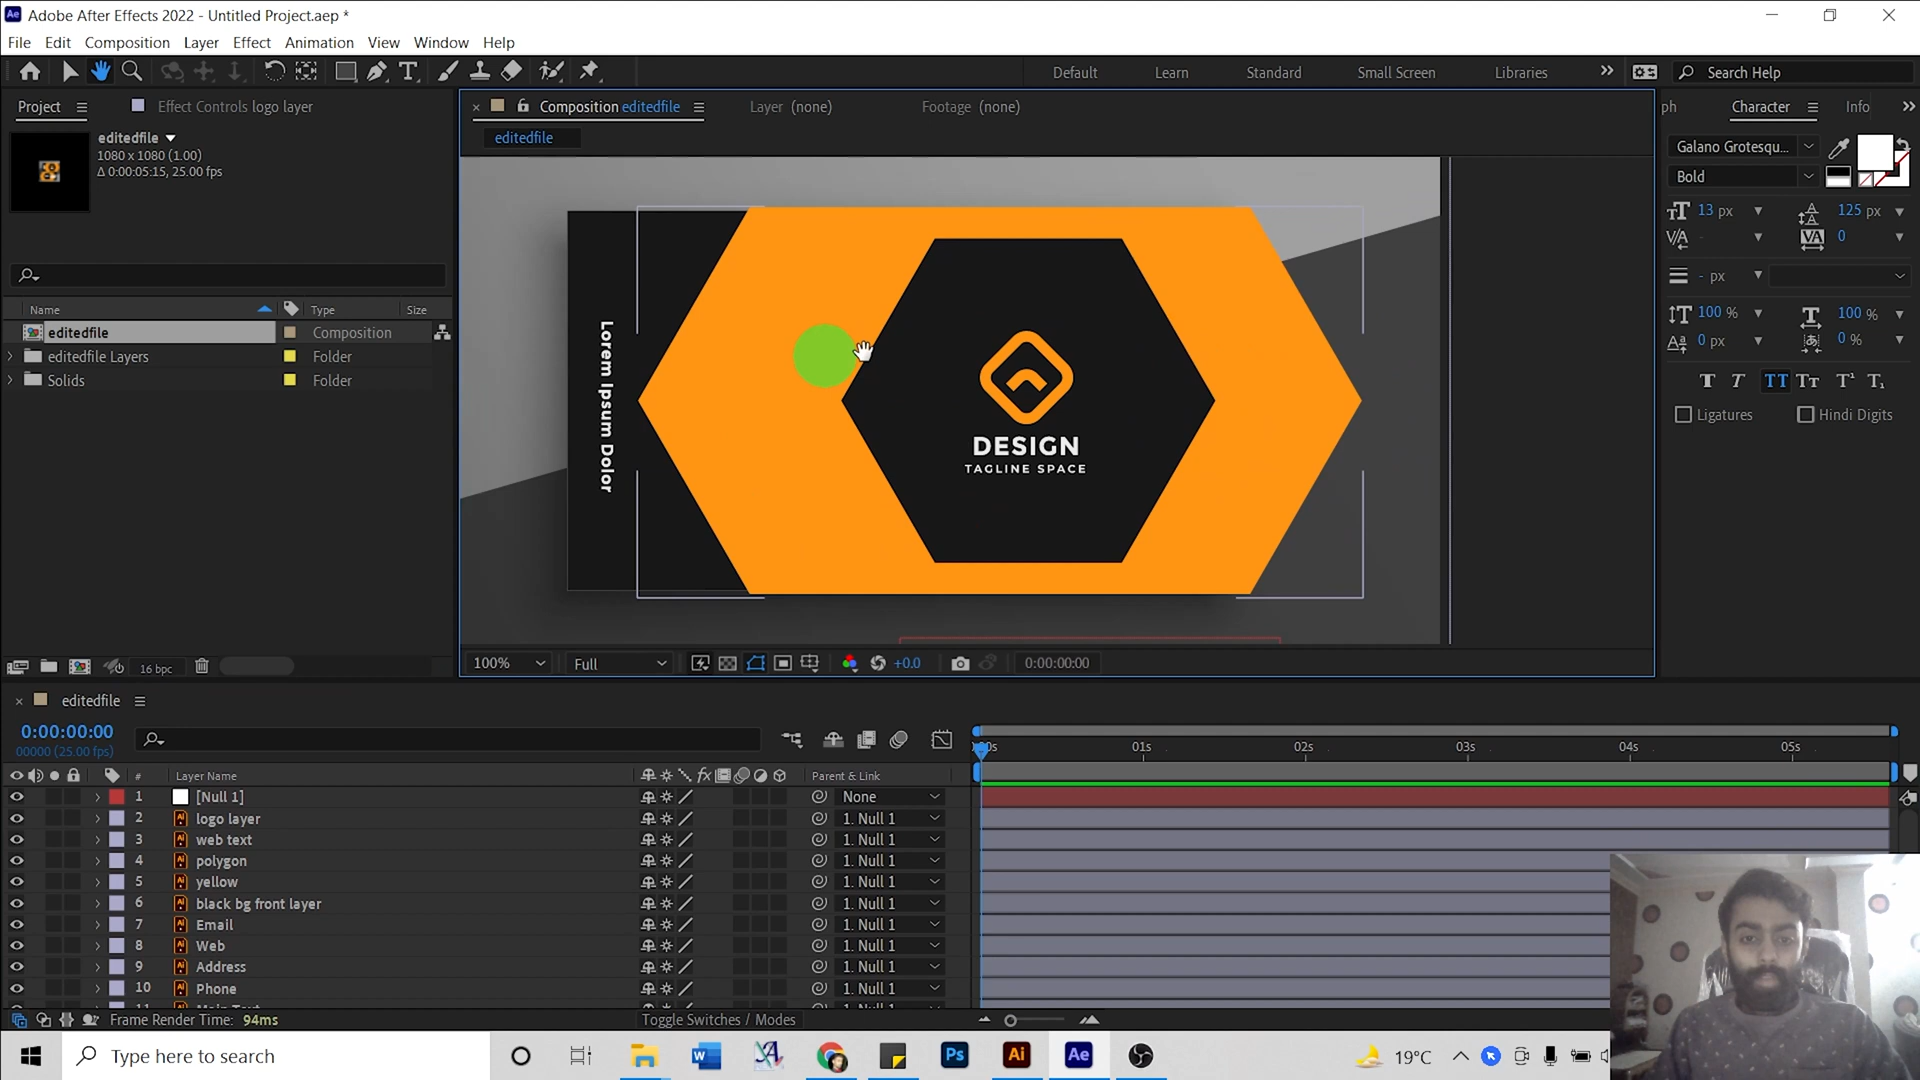 Adobe After Effects 2022 - Untitled Project.aep *
File Edit Composition Layer Effect Animation View Window Help
Default Learn Standard Small Screen Libraries Search Help
Project Effect Controls logo layer
editedfile
1080 x 1080 (1.00)
Δ 0:00:05:15, 25.00 fps
Name Type Size
editedfile Composition
editedfile Layers Folder
Solids Folder
16 bpc
Composition editedfile Layer (none) Footage (none)
editedfile
Lorem Ipsum Dolor
DESIGN
TAGLINE SPACE
100% Full +0.0 0:00:00:00
ph Character Info
Galano Grotesqu...
Bold
13 px 125 px
- 0
- px
100 % 100 %
0 px 0 %
Ligatures Hindi Digits
editedfile
0:00:00:00
00000 (25.00 fps)
01s 02s 03s 04s 05s
# Layer Name Parent & Link
1 [Null 1] None
2 logo layer 1. Null 1
3 web text 1. Null 1
4 polygon 1. Null 1
5 yellow 1. Null 1
6 black bg front layer 1. Null 1
7 Email 1. Null 1
8 Web 1. Null 1
9 Address 1. Null 1
10 Phone 1. Null 1
Frame Render Time: 94ms Toggle Switches / Modes
Type here to search 19°C